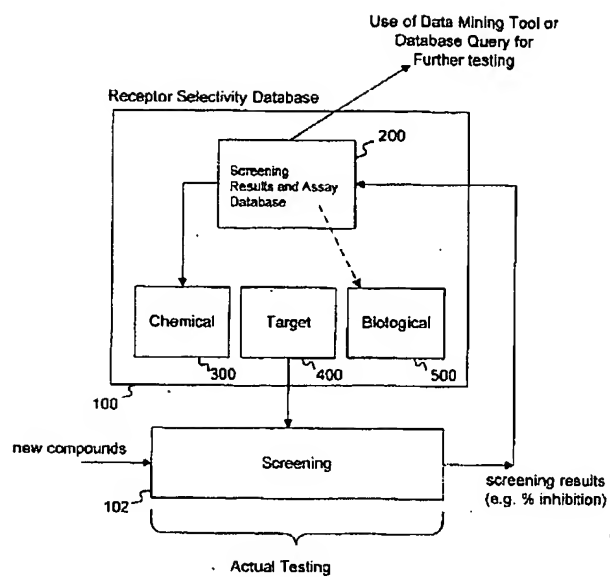 Use of Data Mining Tool or
Database Query for
Further testing
Receptor Selectivity Database
200
Screening
Results and Assay
Database
Chemical
Target
Biological
300
400
500
100
new compounds
Screening
screening results
(e.g. % inhibition)
102
Actual Testing